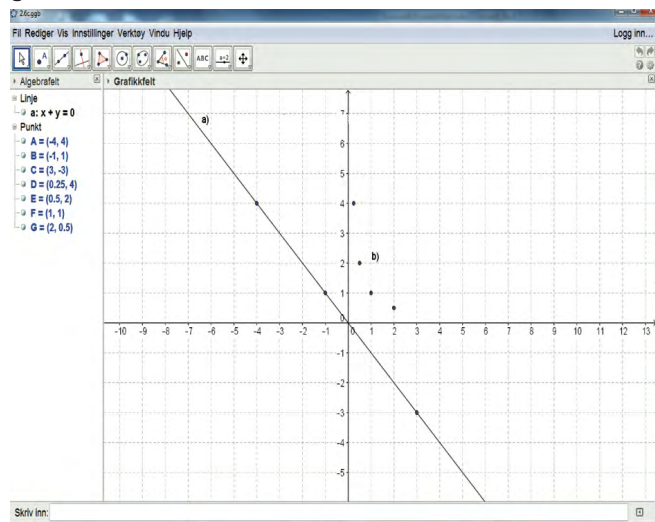 2.6c.ggb
Fil Rediger Vis Innstillinger Verktøy Vindu Hjelp
Logg inn...
A
ABC
a=2
Algebrafelt
Grafikkfelt
Linje
a: x + y = 0
Punkt
A = (-4, 4)
B = (-1, 1)
C = (3, -3)
D = (0.25, 4)
E = (0.5, 2)
F = (1, 1)
G = (2, 0.5)
a)
b)
7
6
5
4
3
2
1
0
-10 -9 -8 -7 -6 -5 -4 -3 -2 -1 0 1 2 3 4 5 6 7 8 9 10 11 12 13
-1
-2
-3
-4
-5
Skriv inn: